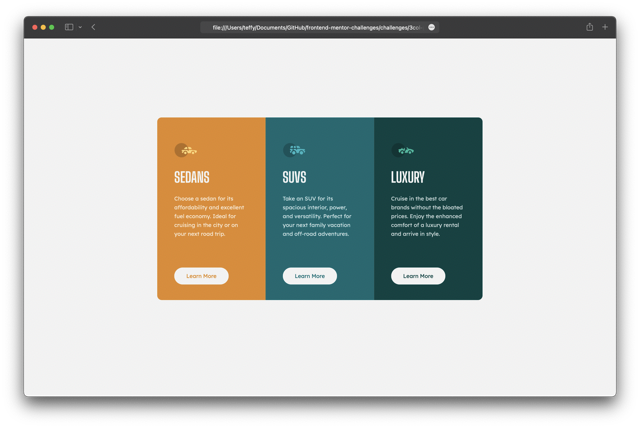 file:///Users/teffy/Documents/GitHub/frontend-mentor-challenges/challenges/3co
SEDANS
Choose a sedan for its
affordability and excellent
fuel economy. Ideal for
cruising in the city or on
your next road trip.
Learn More
SUVS
Take an SUV for its
spacious interior, power,
and versatility. Perfect for
your next family vacation
and off-road adventures.
Learn More
LUXURY
Cruise in the best car
brands without the bloated
prices. Enjoy the enhanced
comfort of a luxury rental
and arrive in style.
Learn More